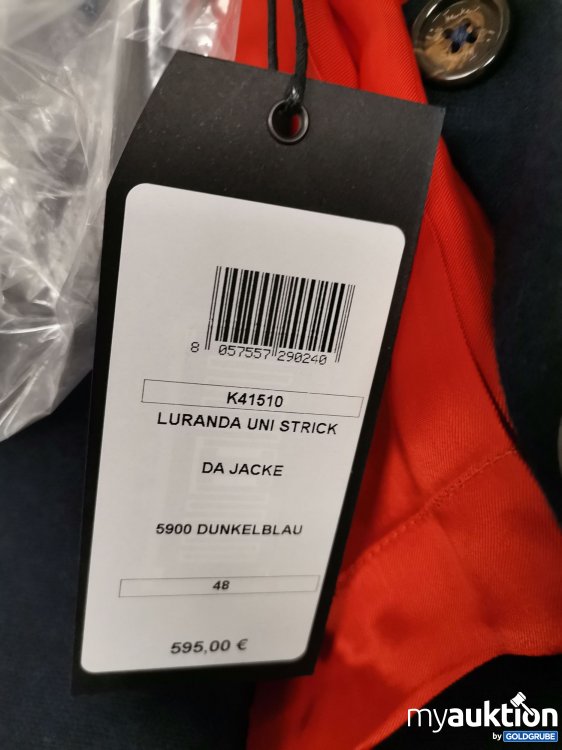 8 057557 290240
K41510
LURANDA UNI STRICK
DA JACKE
5900 DUNKELBLAU
48
595,00 €
myauktion
by GOLDGRUBE